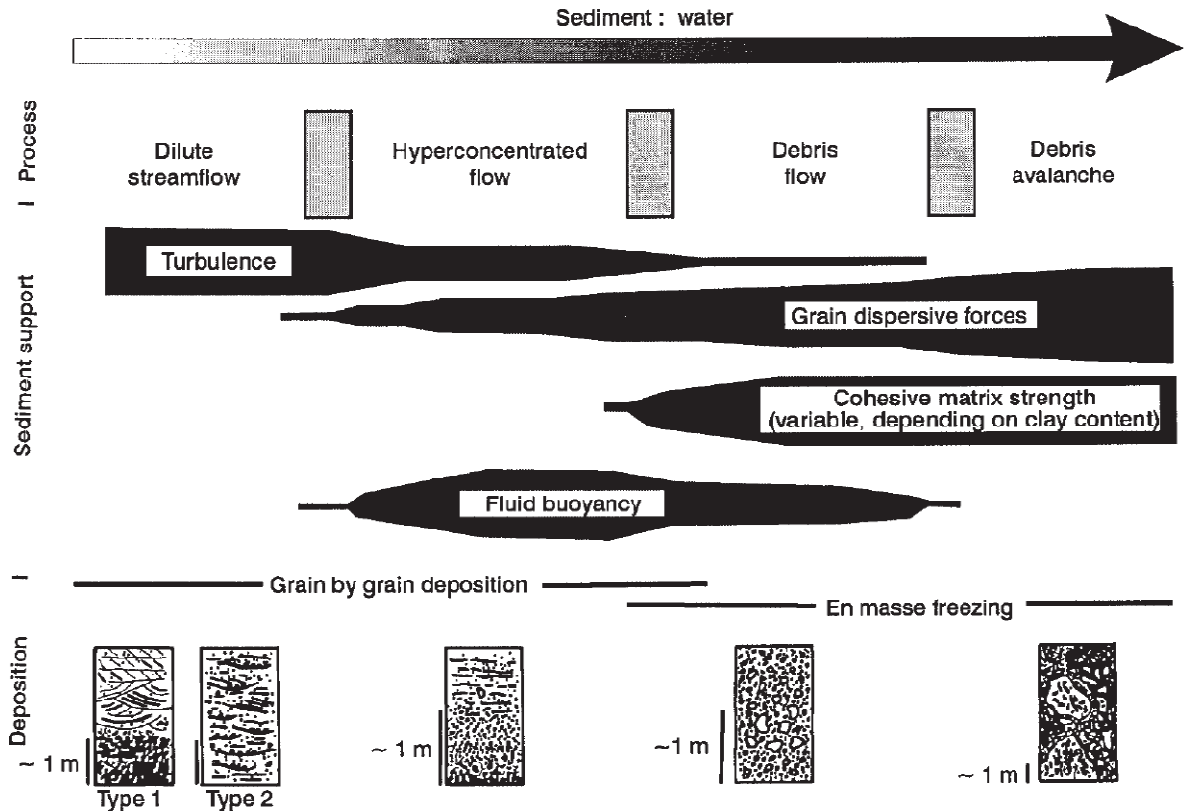 Sediment : water
Process
Dilute
streamflow
Hyperconcentrated
flow
Debris
flow
Debris
avalanche
Sediment support
Turbulence
Grain dispersive forces
Cohesive matrix strength
(variable, depending on clay content)
Fluid buoyancy
Grain by grain deposition
En masse freezing
Deposition
~ 1 m
Type 1
Type 2
~ 1 m
~1 m
~ 1 m